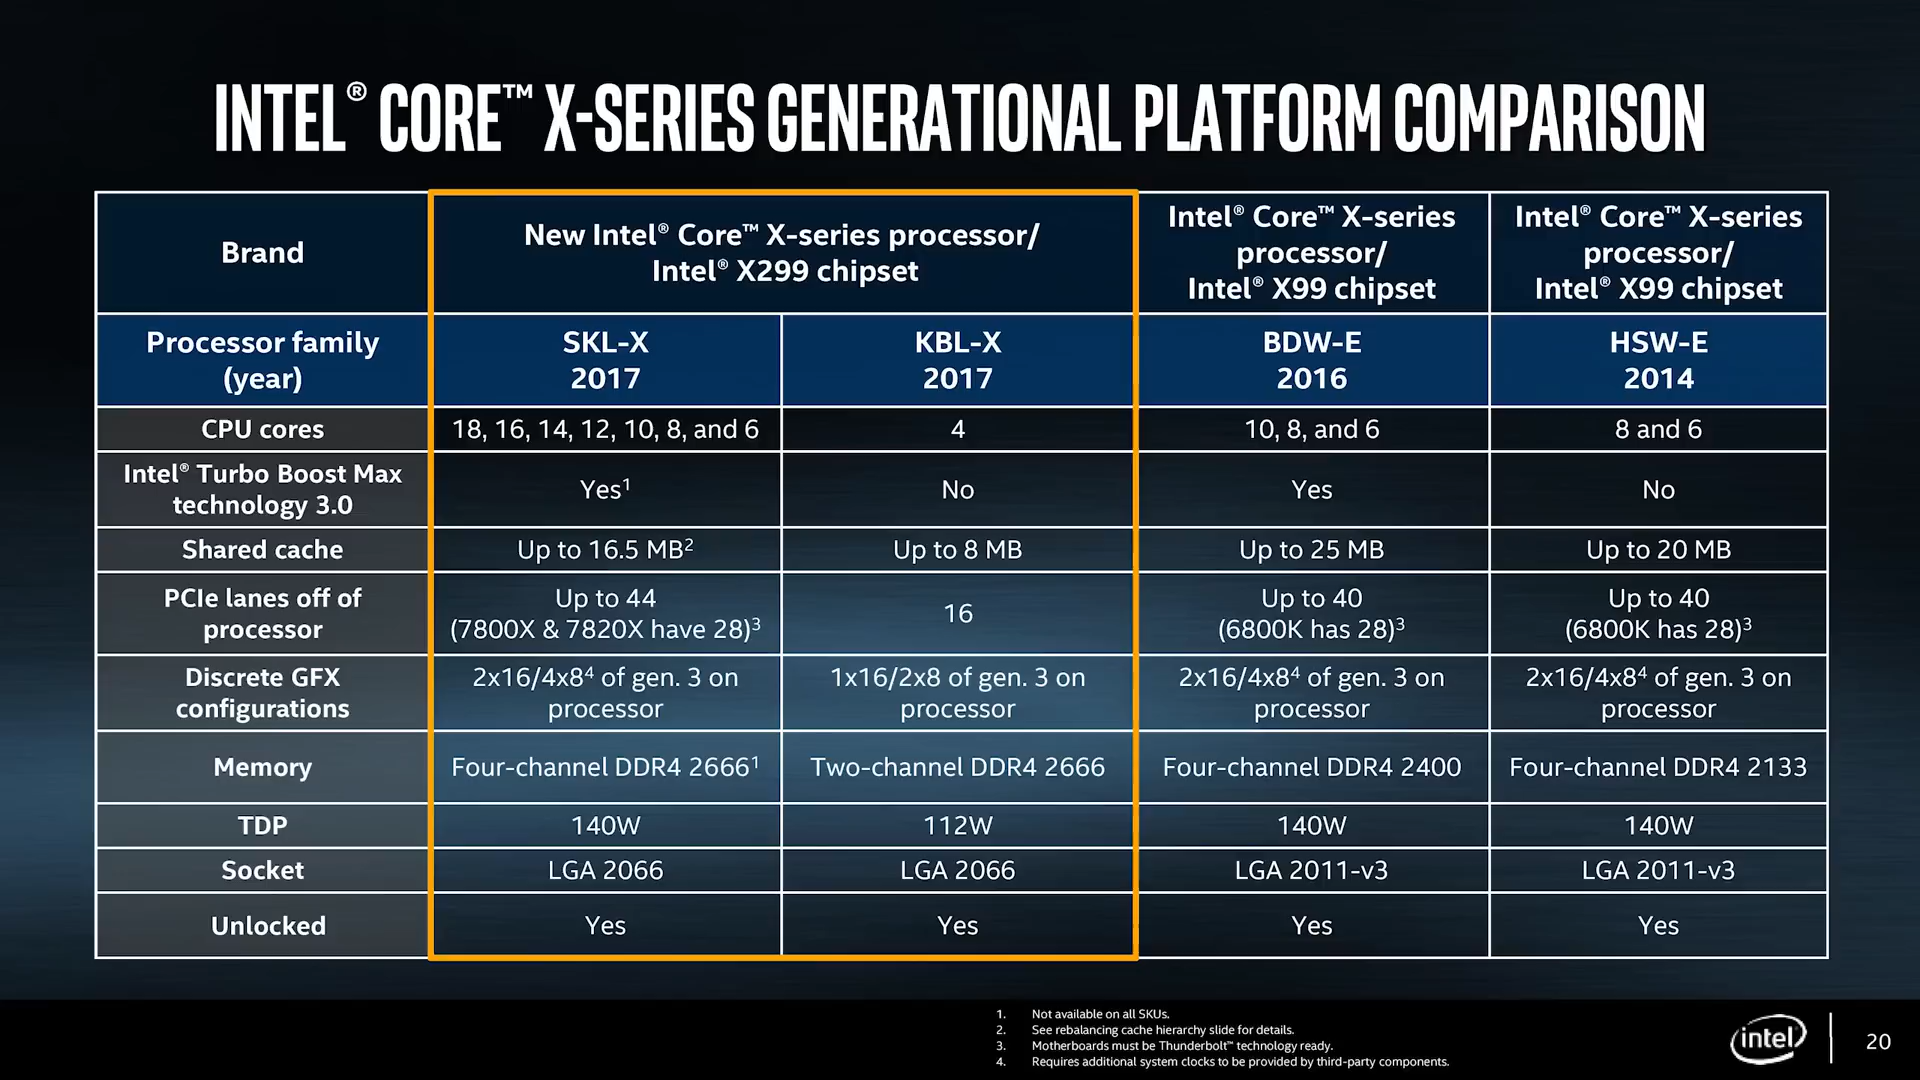 INTEL® CORE™ X-SERIES GENERATIONAL PLATFORM COMPARISON
Brand
New Intel® Core™ X-series processor/
Intel® X299 chipset
Intel® Core™ X-series
processor/
Intel® X99 chipset
Intel® Core™ X-series
processor/
Intel® X99 chipset
Processor family
(year)
SKL-X
2017
KBL-X
2017
BDW-E
2016
HSW-E
2014
CPU cores
18, 16, 14, 12, 10, 8, and 6
4
10, 8, and 6
8 and 6
Intel® Turbo Boost Max
technology 3.0
Yes¹
No
Yes
No
Shared cache
Up to 16.5 MB²
Up to 8 MB
Up to 25 MB
Up to 20 MB
PCIe lanes off of
processor
Up to 44
(7800X & 7820X have 28)³
16
Up to 40
(6800K has 28)³
Up to 40
(6800K has 28)³
Discrete GFX
configurations
2x16/4x8⁴ of gen. 3 on
processor
1x16/2x8 of gen. 3 on
processor
2x16/4x8⁴ of gen. 3 on
processor
2x16/4x8⁴ of gen. 3 on
processor
Memory
Four-channel DDR4 2666¹
Two-channel DDR4 2666
Four-channel DDR4 2400
Four-channel DDR4 2133
TDP
140W
112W
140W
140W
Socket
LGA 2066
LGA 2066
LGA 2011-v3
LGA 2011-v3
Unlocked
Yes
Yes
Yes
Yes
1. Not available on all SKUs.
2. See rebalancing cache hierarchy slide for details.
3. Motherboards must be Thunderbolt™ technology ready.
4. Requires additional system clocks to be provided by third-party components.
intel
20